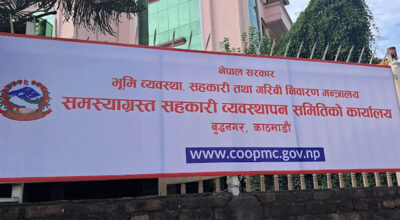 नेपाल सरकार
भूमि व्यवस्था, सहकारी तथा गरिबी निवारण मन्त्रालय
समस्याग्रस्त सहकारी व्यवस्थापन समितिको कार्यालय
बुद्धनगर, काठमाडौं
www.coopmc.gov.np